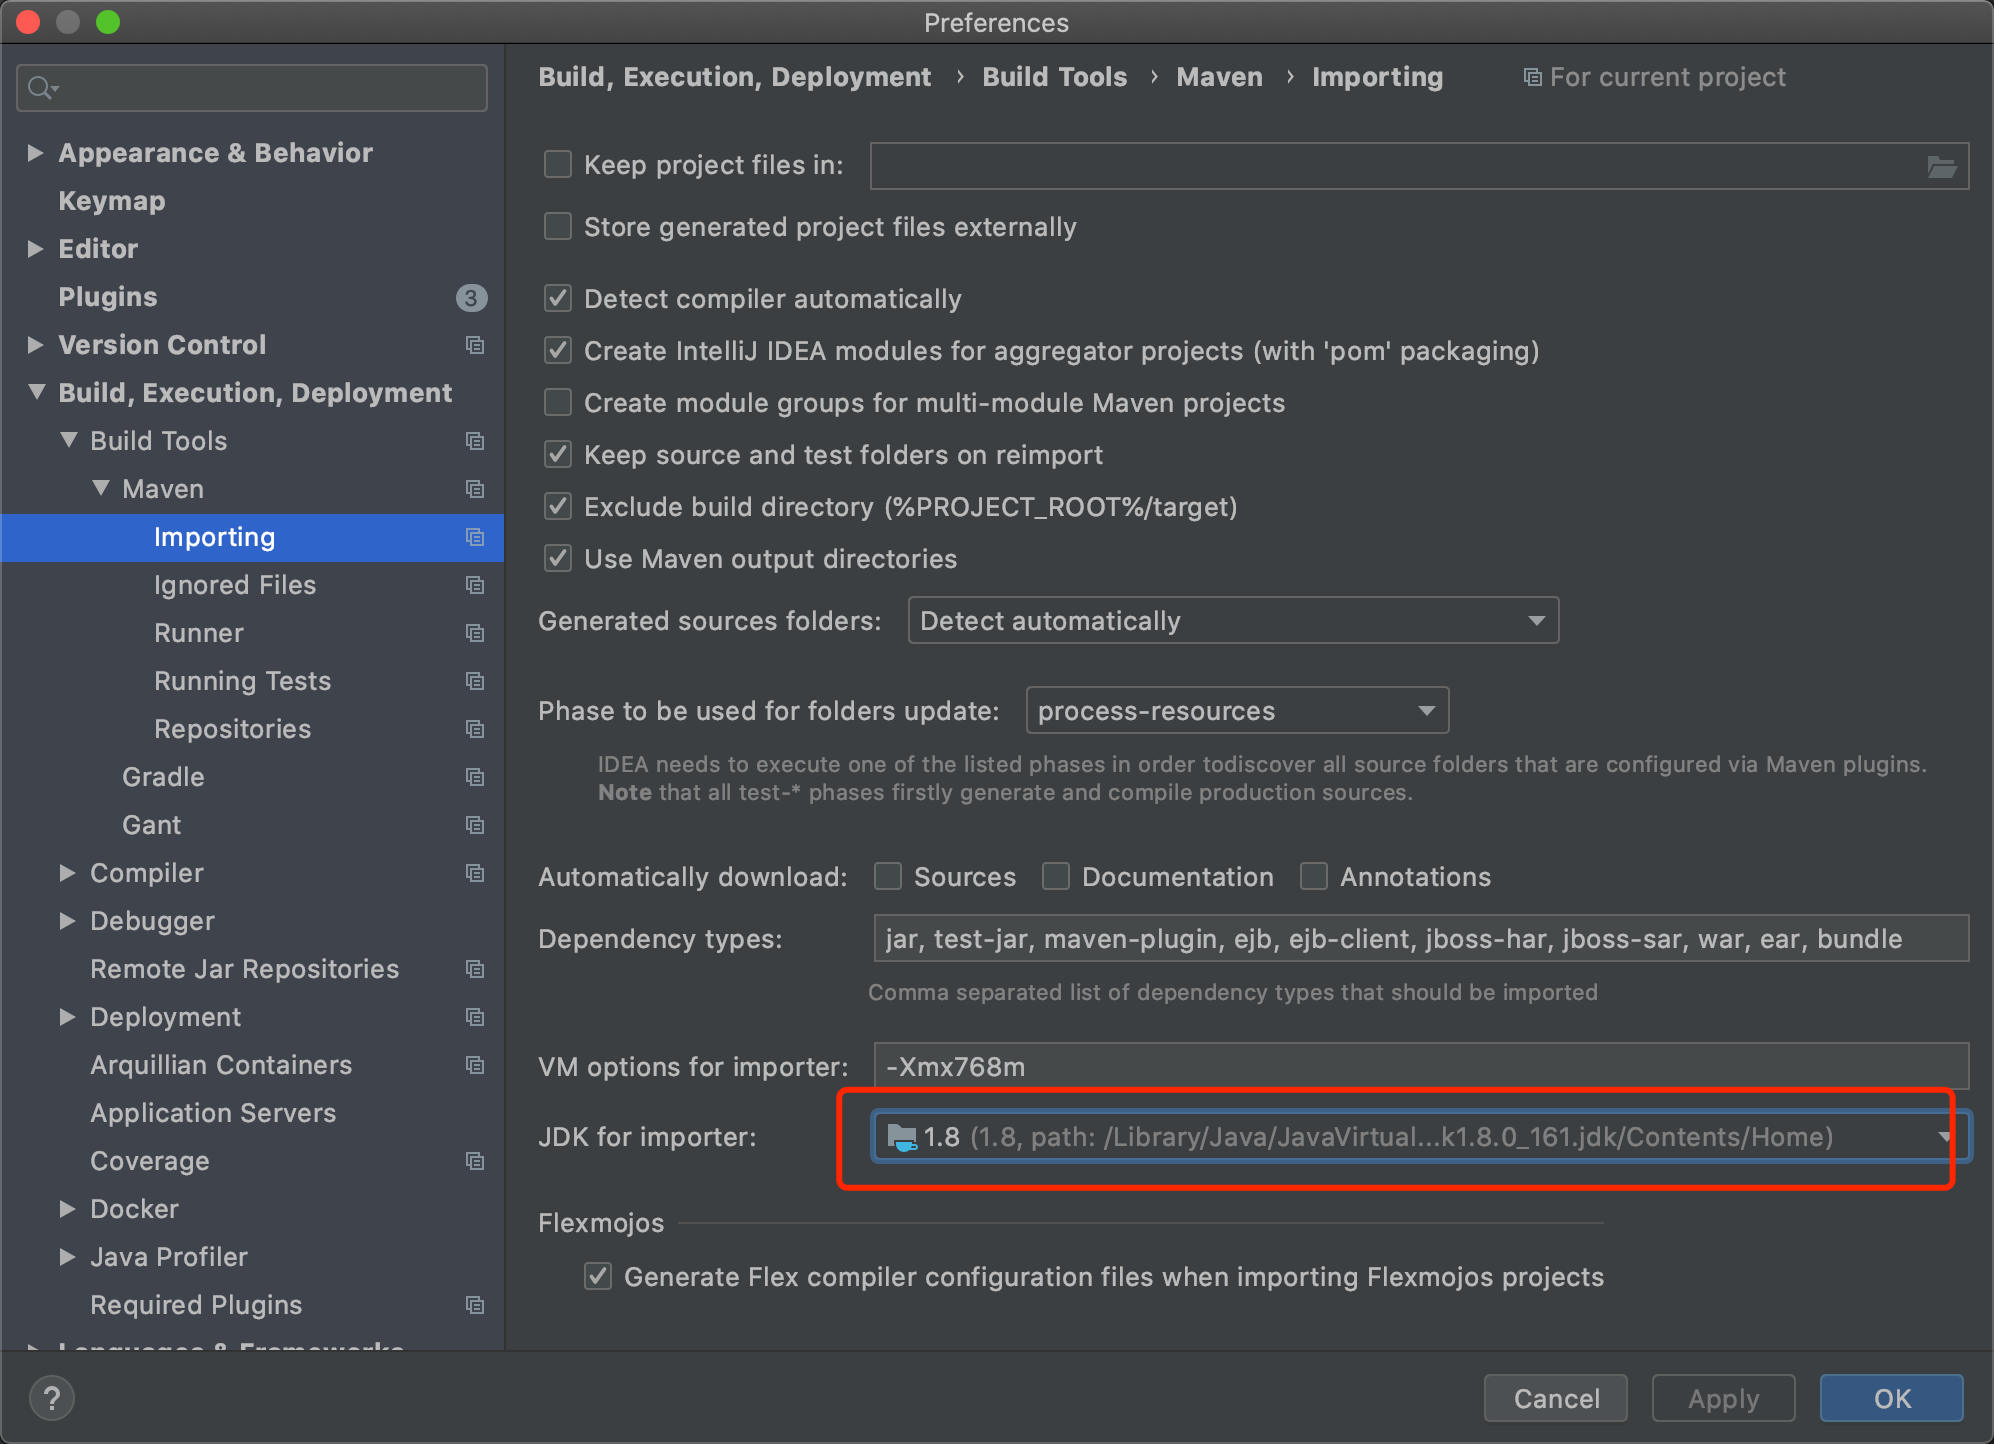 Preferences
Appearance & Behavior
Keymap
Editor
Plugins 3
Version Control
Build, Execution, Deployment
Build Tools
Maven
Importing
Ignored Files
Runner
Running Tests
Repositories
Gradle
Gant
Compiler
Debugger
Remote Jar Repositories
Deployment
Arquillian Containers
Application Servers
Coverage
Docker
Java Profiler
Required Plugins
Languages & Frameworks
Build, Execution, Deployment › Build Tools › Maven › Importing For current project
Keep project files in:
Store generated project files externally
Detect compiler automatically
Create IntelliJ IDEA modules for aggregator projects (with 'pom' packaging)
Create module groups for multi-module Maven projects
Keep source and test folders on reimport
Exclude build directory (%PROJECT_ROOT%/target)
Use Maven output directories
Generated sources folders: Detect automatically
Phase to be used for folders update: process-resources
IDEA needs to execute one of the listed phases in order todiscover all source folders that are configured via Maven plugins.
Note that all test-* phases firstly generate and compile production sources.
Automatically download: Sources Documentation Annotations
Dependency types: jar, test-jar, maven-plugin, ejb, ejb-client, jboss-har, jboss-sar, war, ear, bundle
Comma separated list of dependency types that should be imported
VM options for importer: -Xmx768m
JDK for importer: 1.8 (1.8, path: /Library/Java/JavaVirtual...k1.8.0_161.jdk/Contents/Home)
Flexmojos
Generate Flex compiler configuration files when importing Flexmojos projects
? Cancel Apply OK